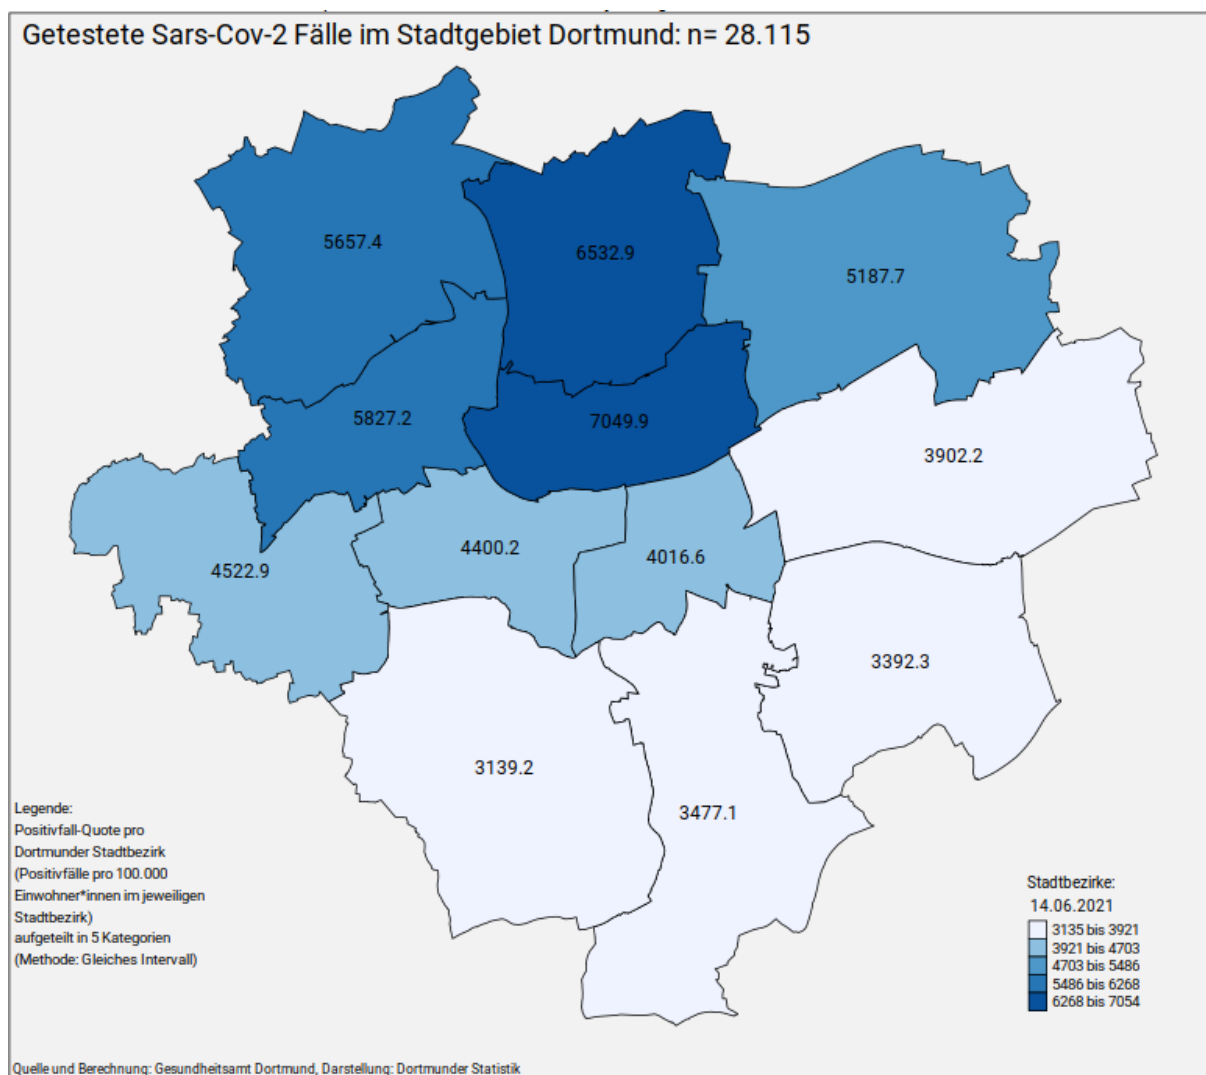 Getestete Sars-Cov-2 Fälle im Stadtgebiet Dortmund: n= 28.115
5657.4
6532.9
5187.7
5827.2
7049.9
3902.2
4522.9
4400.2
4016.6
3392.3
3139.2
3477.1
Legende:
Positivfall-Quote pro
Dortmunder Stadtbezirk
(Positivfälle pro 100.000
Einwohner*innen im jeweiligen
Stadtbezirk)
aufgeteilt in 5 Kategorien
(Methode: Gleiches Intervall)
Stadtbezirke:
14.06.2021
3135 bis 3921
3921 bis 4703
4703 bis 5486
5486 bis 6268
6268 bis 7054
Quelle und Berechnung: Gesundheitsamt Dortmund, Darstellung: Dortmunder Statistik